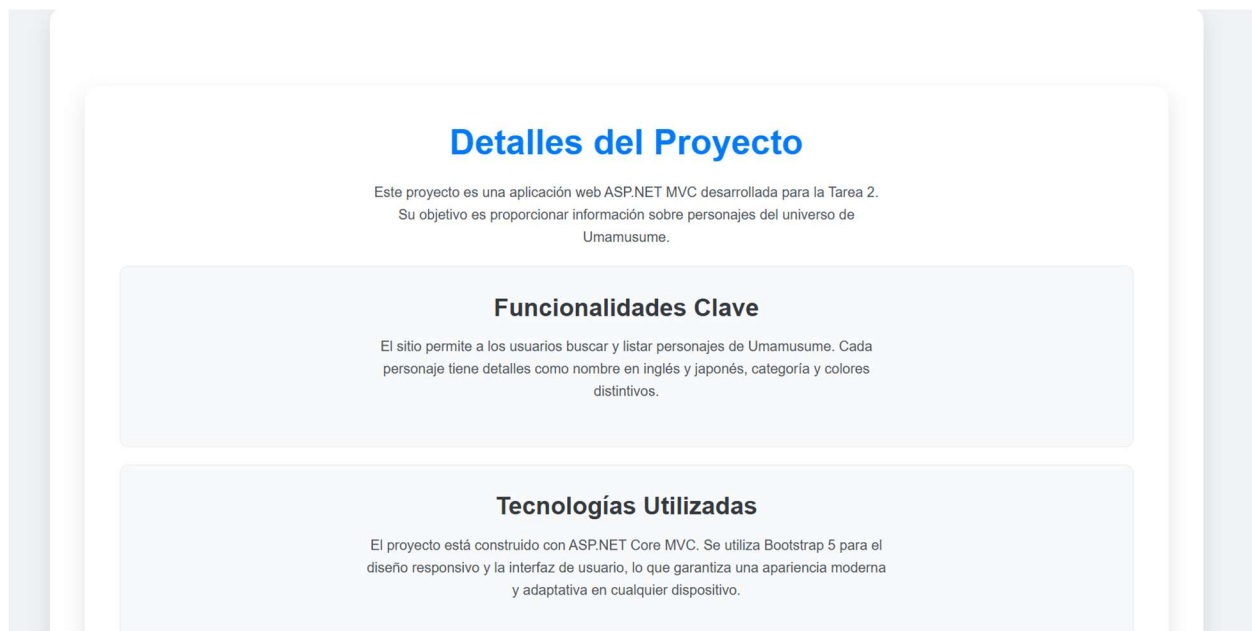 Detalles del Proyecto
Este proyecto es una aplicación web ASP.NET MVC desarrollada para la Tarea 2.
Su objetivo es proporcionar información sobre personajes del universo de
Umamusume.
Funcionalidades Clave
El sitio permite a los usuarios buscar y listar personajes de Umamusume. Cada
personaje tiene detalles como nombre en inglés y japonés, categoría y colores
distintivos.
Tecnologías Utilizadas
El proyecto está construido con ASP.NET Core MVC. Se utiliza Bootstrap 5 para el
diseño responsivo y la interfaz de usuario, lo que garantiza una apariencia moderna
y adaptativa en cualquier dispositivo.